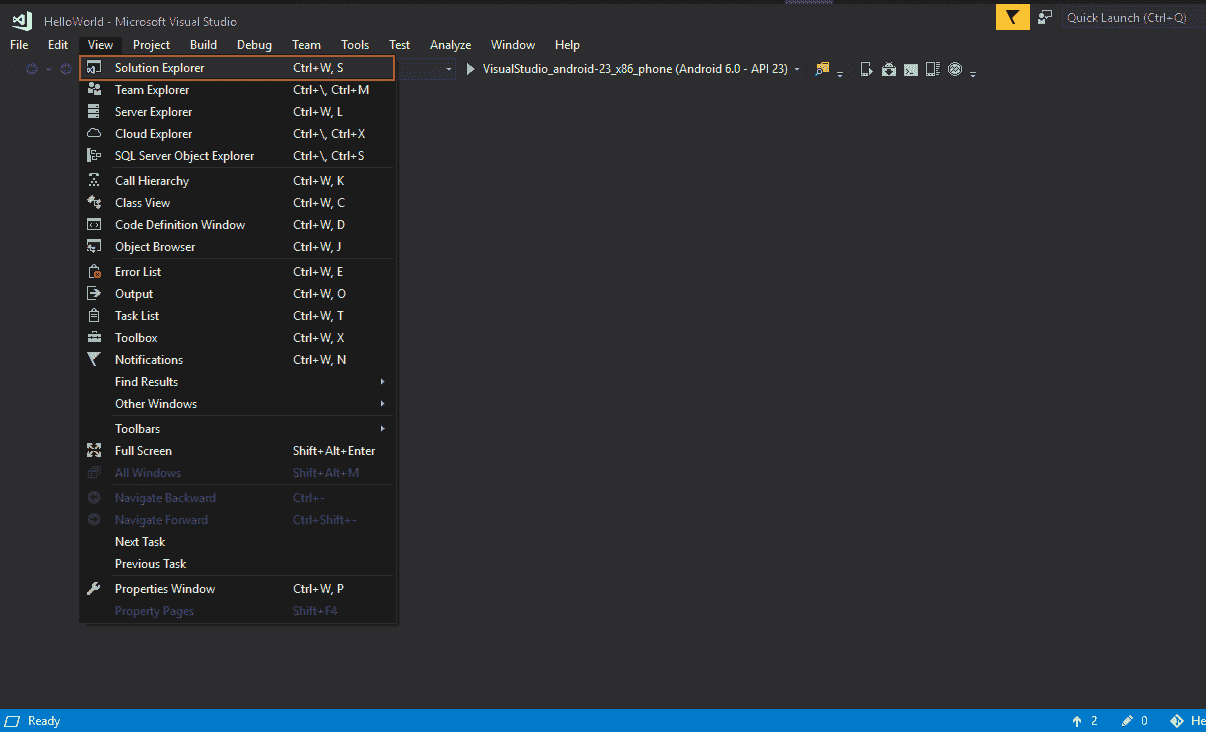 HelloWorld - Microsoft Visual Studio
Quick Launch (Ctrl+Q)
File Edit View Project Build Debug Team Tools Test Analyze Window Help
VisualStudio_android-23_x86_phone (Android 6.0 - API 23)
Solution Explorer Ctrl+W, S
Team Explorer Ctrl+\, Ctrl+M
Server Explorer Ctrl+W, L
Cloud Explorer Ctrl+\, Ctrl+X
SQL Server Object Explorer Ctrl+\, Ctrl+S
Call Hierarchy Ctrl+W, K
Class View Ctrl+W, C
Code Definition Window Ctrl+W, D
Object Browser Ctrl+W, J
Error List Ctrl+W, E
Output Ctrl+W, O
Task List Ctrl+W, T
Toolbox Ctrl+W, X
Notifications Ctrl+W, N
Find Results
Other Windows
Toolbars
Full Screen Shift+Alt+Enter
All Windows Shift+Alt+M
Navigate Backward Ctrl+-
Navigate Forward Ctrl+Shift+-
Next Task
Previous Task
Properties Window Ctrl+W, P
Property Pages Shift+F4
Ready 2 0 He